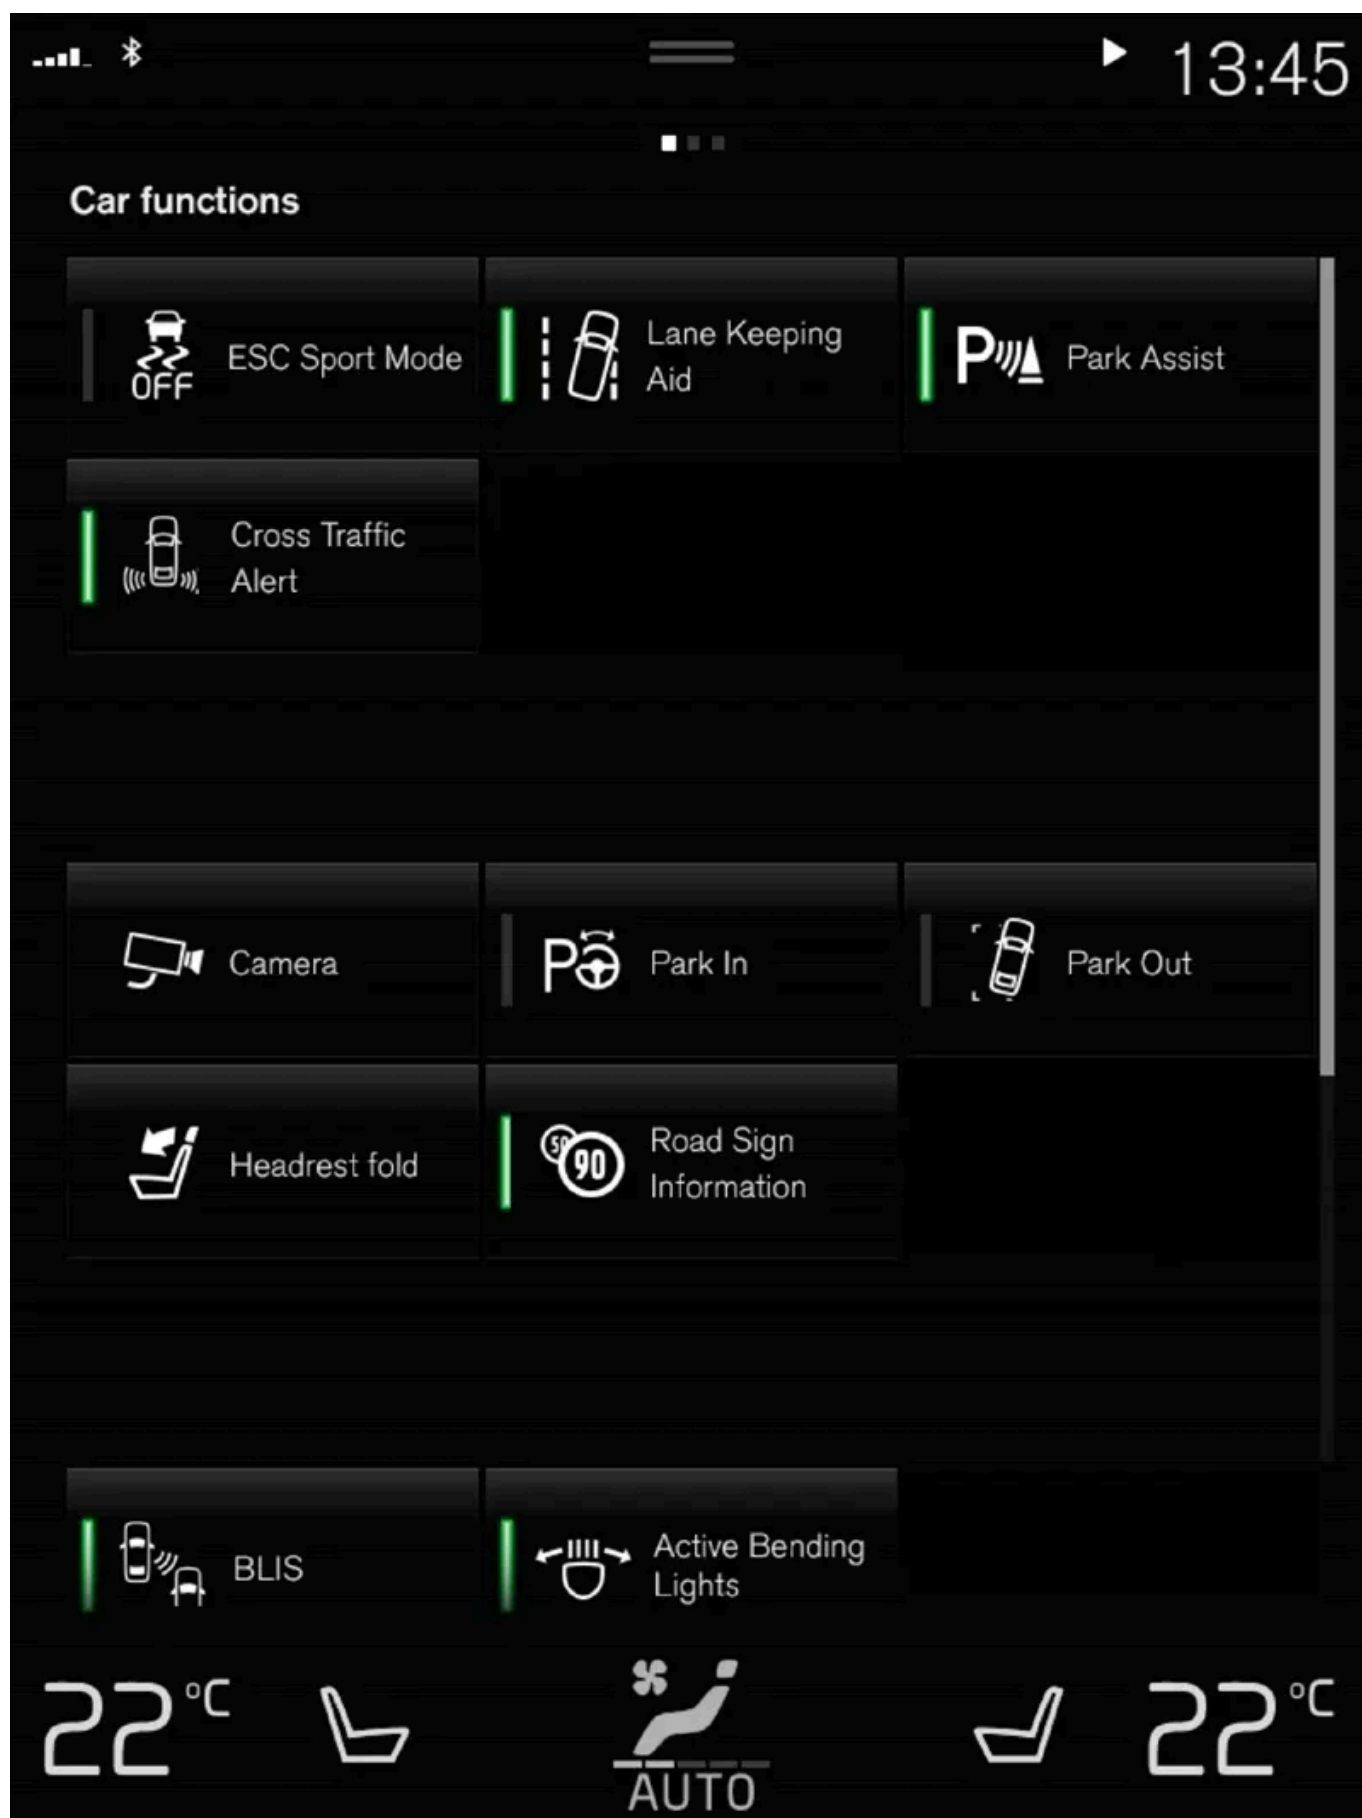 13:45
Car functions
OFF
ESC Sport Mode
Lane Keeping
Aid
P
Park Assist
Cross Traffic
Alert
Camera
P
Park In
Park Out
Headrest fold
50
90
Road Sign
Information
BLIS
Active Bending
Lights
22°C
22°C
AUTO